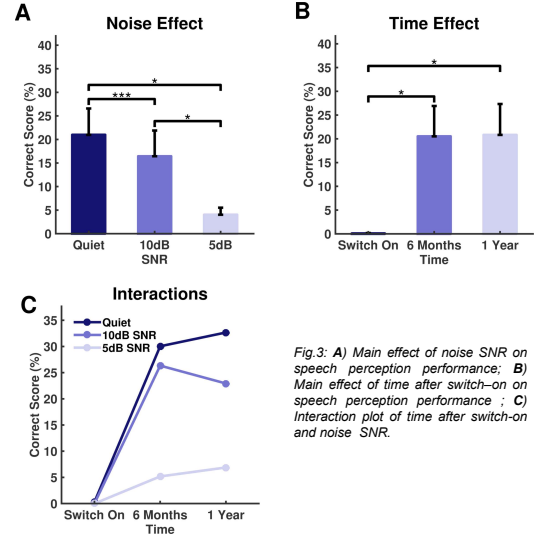 A
Noise Effect
Correct Score (%)
40
35
30
25
20
15
10
5
0
*
***
*
Quiet
10dB
5dB
SNR
B
Time Effect
Correct Score (%)
40
35
30
25
20
15
10
5
0
*
*
Switch On
6 Months
1 Year
Time
C
Interactions
Correct Score (%)
35
30
25
20
15
10
5
0
Quiet
10dB SNR
5dB SNR
Switch On
6 Months
1 Year
Time
Fig.3: A) Main effect of noise SNR on
speech perception performance; B)
Main effect of time after switch–on on
speech perception performance ; C)
Interaction plot of time after switch-on
and noise SNR.